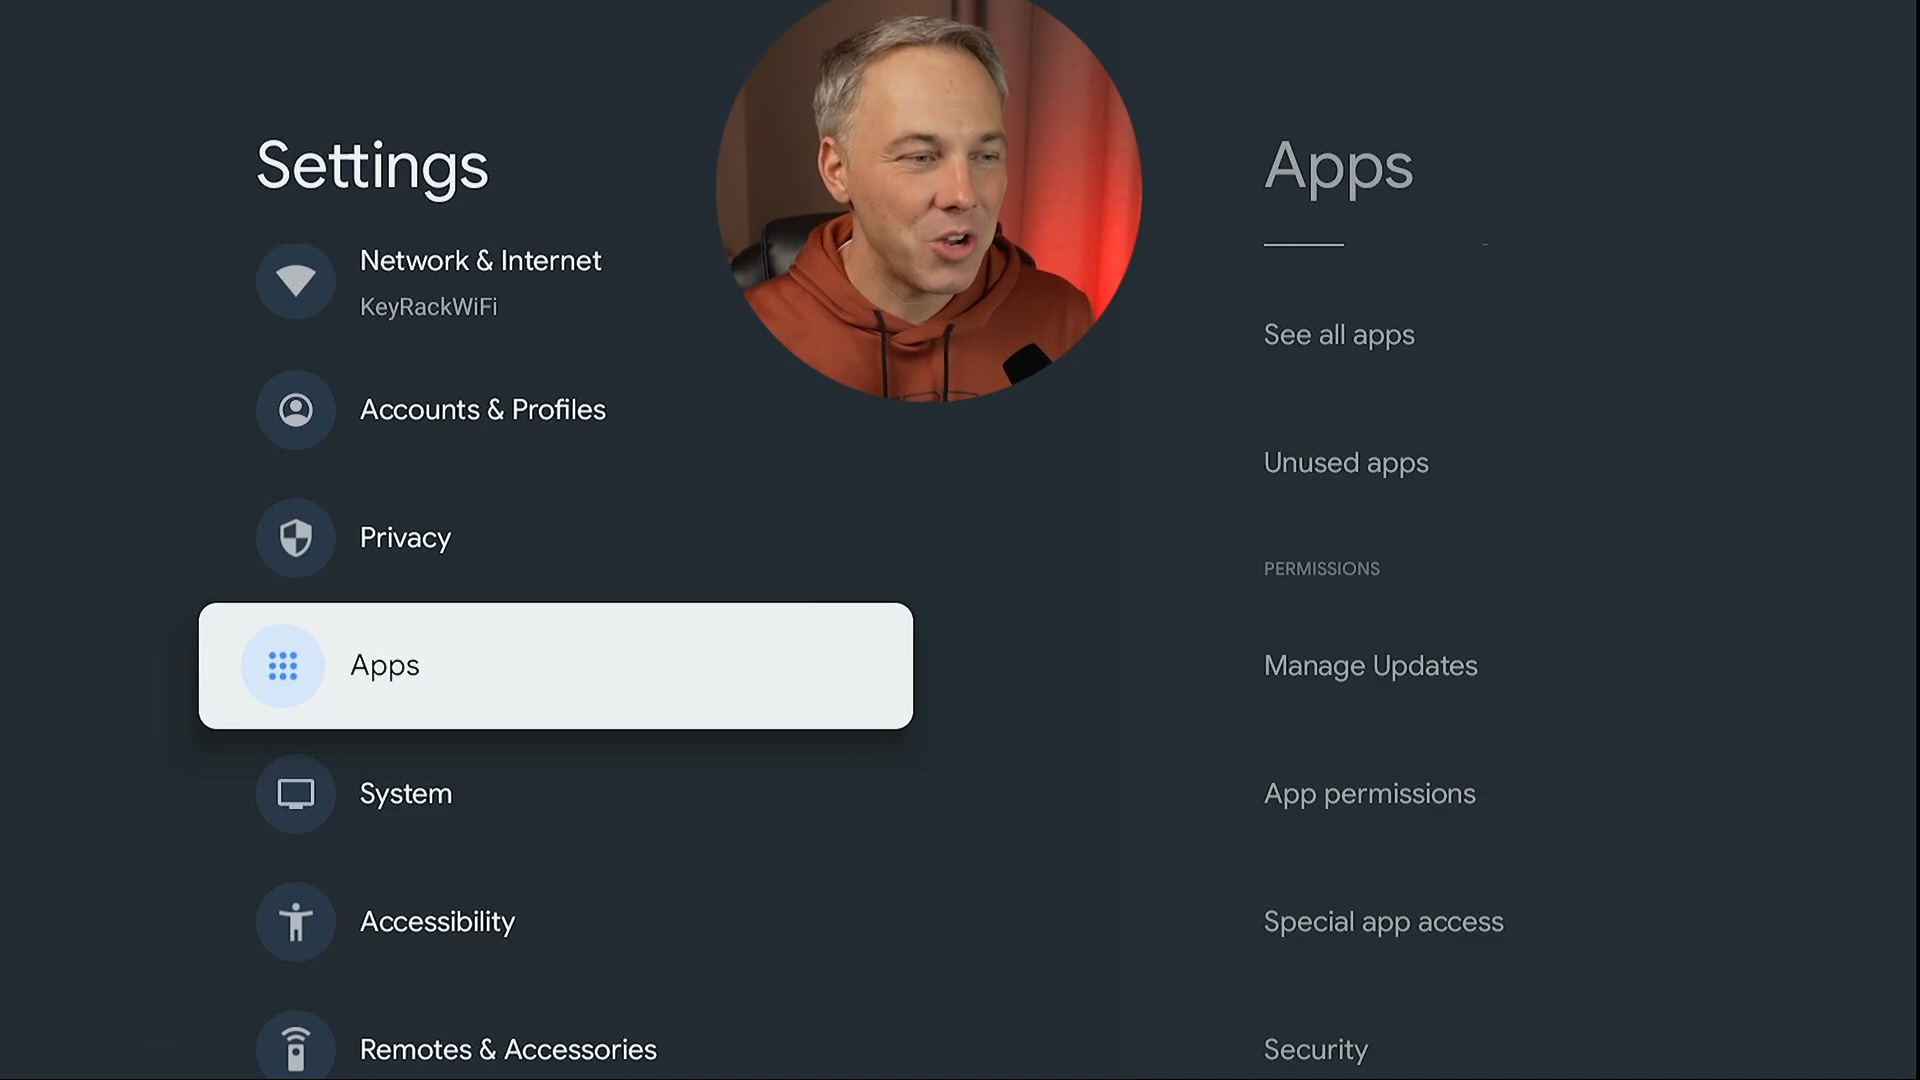 Settings
Network & Internet
KeyRackWiFi
Accounts & Profiles
Privacy
Apps
System
Accessibility
Remotes & Accessories
Apps
See all apps
Unused apps
PERMISSIONS
Manage Updates
App permissions
Special app access
Security